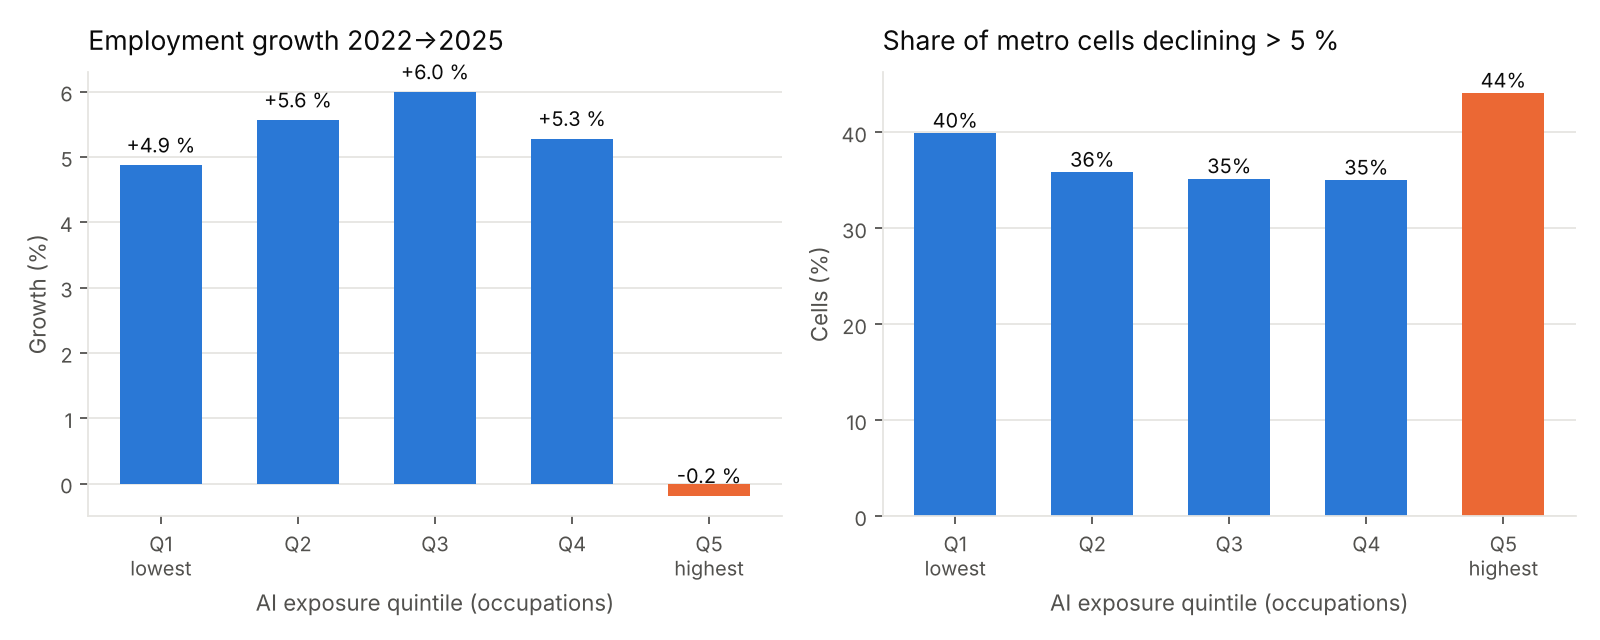 Employment growth 2022→2025
Growth (%)
6
5
4
3
2
1
0
+4.9 %
+5.6 %
+6.0 %
+5.3 %
-0.2 %
Q1
lowest
Q2
Q3
Q4
Q5
highest
AI exposure quintile (occupations)
Share of metro cells declining > 5 %
Cells (%)
40
30
20
10
0
40%
36%
35%
35%
44%
Q1
lowest
Q2
Q3
Q4
Q5
highest
AI exposure quintile (occupations)